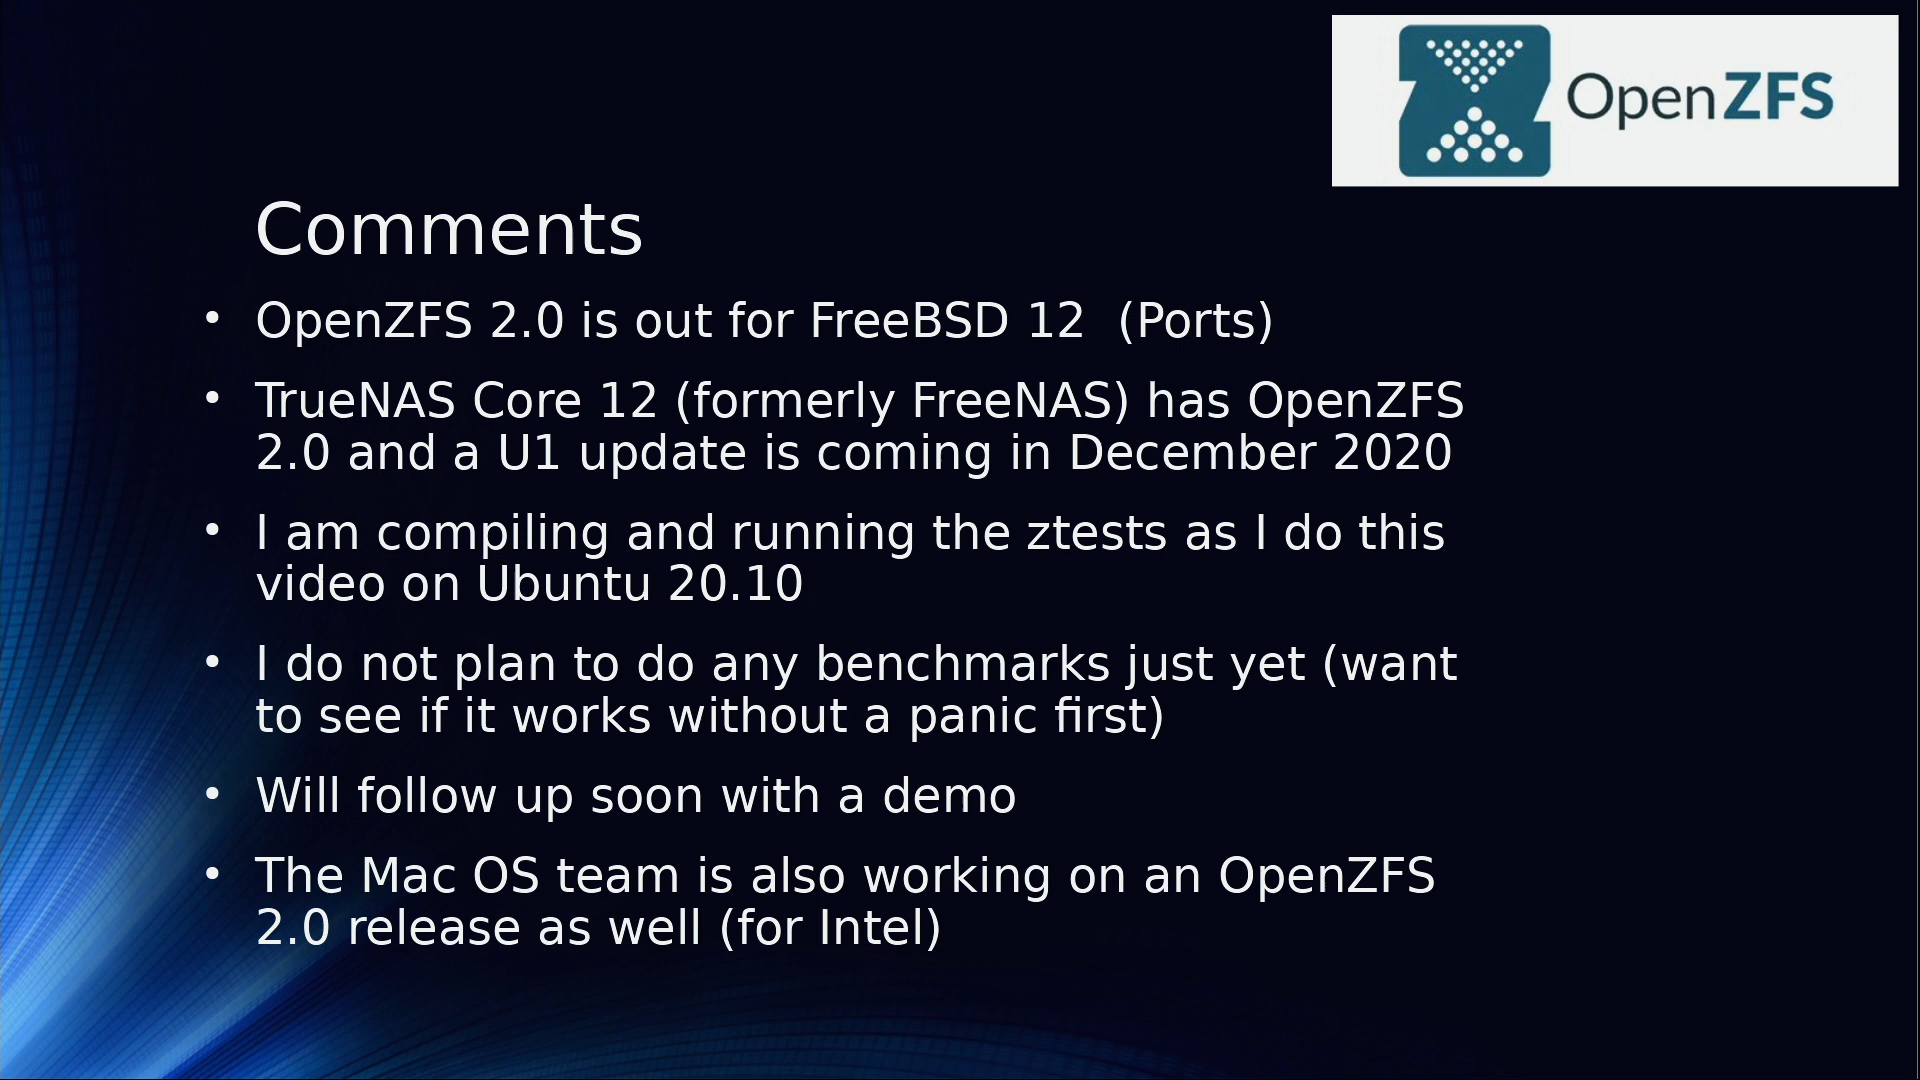 OpenZFS
Comments
• OpenZFS 2.0 is out for FreeBSD 12  (Ports)
• TrueNAS Core 12 (formerly FreeNAS) has OpenZFS
2.0 and a U1 update is coming in December 2020
• I am compiling and running the ztests as I do this
video on Ubuntu 20.10
• I do not plan to do any benchmarks just yet (want
to see if it works without a panic first)
• Will follow up soon with a demo
• The Mac OS team is also working on an OpenZFS
2.0 release as well (for Intel)